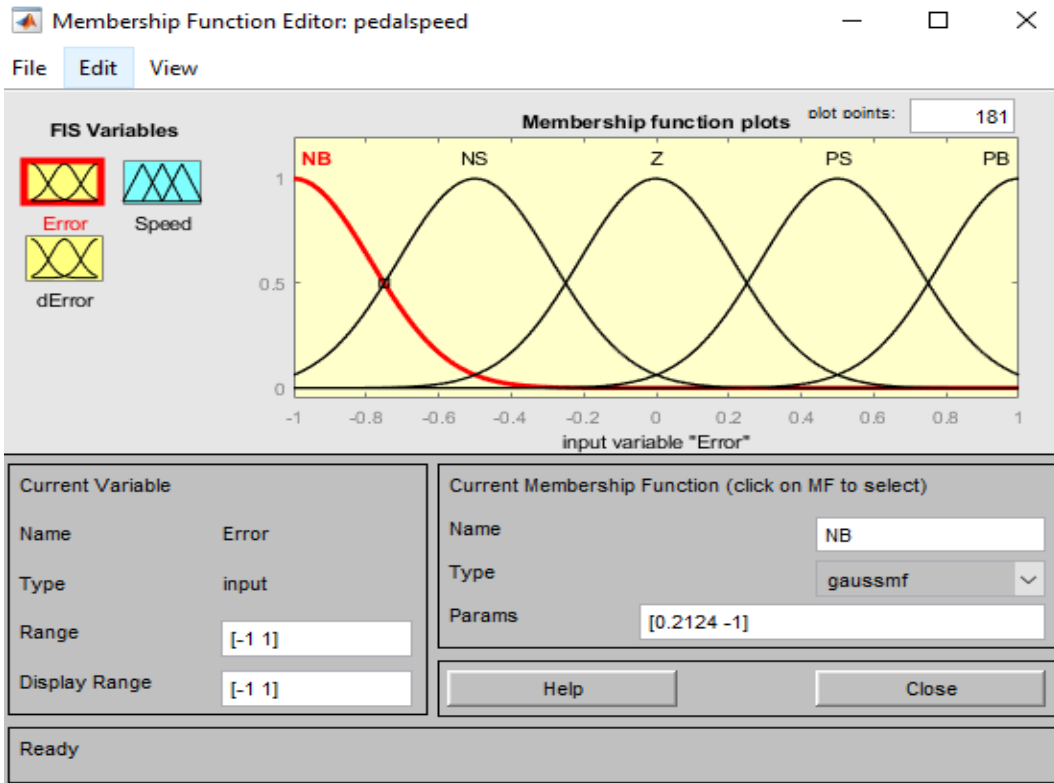 Membership Function Editor: pedalspeed
File Edit View
FIS Variables
Error
Speed
dError
Membership function plots
plot points:
181
NB NS Z PS PB
1
0.5
0
-1 -0.8 -0.6 -0.4 -0.2 0 0.2 0.4 0.6 0.8 1
input variable "Error"
Current Variable
Name Error
Type input
Range [-1 1]
Display Range [-1 1]
Current Membership Function (click on MF to select)
Name NB
Type gaussmf
Params [0.2124 -1]
Help Close
Ready